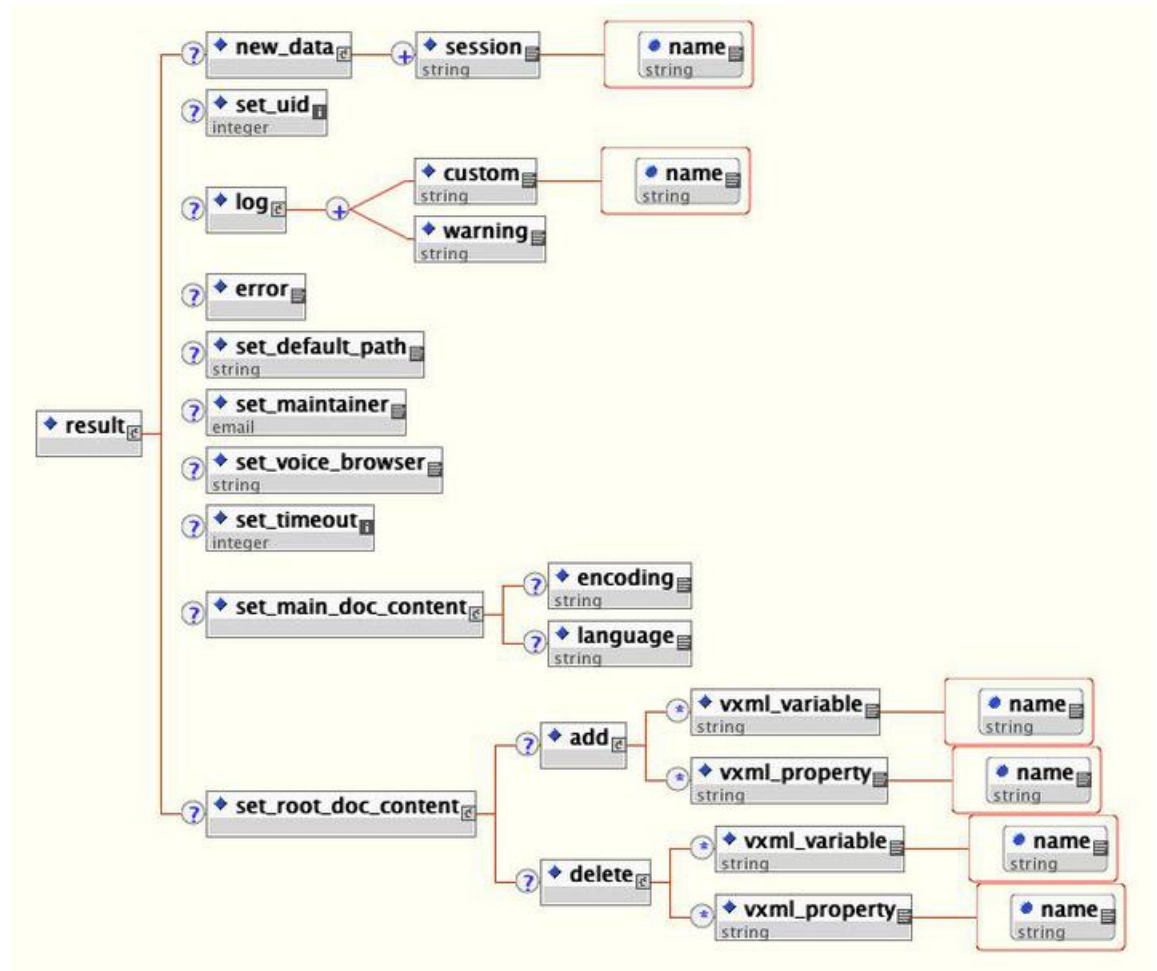 new_data
session
string
name
string
set_uid
integer
log
custom
string
name
string
warning
string
error
set_default_path
string
set_maintainer
email
result
set_voice_browser
string
set_timeout
integer
set_main_doc_content
encoding
string
language
string
set_root_doc_content
add
vxml_variable
string
name
string
vxml_property
string
name
string
delete
vxml_variable
string
name
string
vxml_property
string
name
string